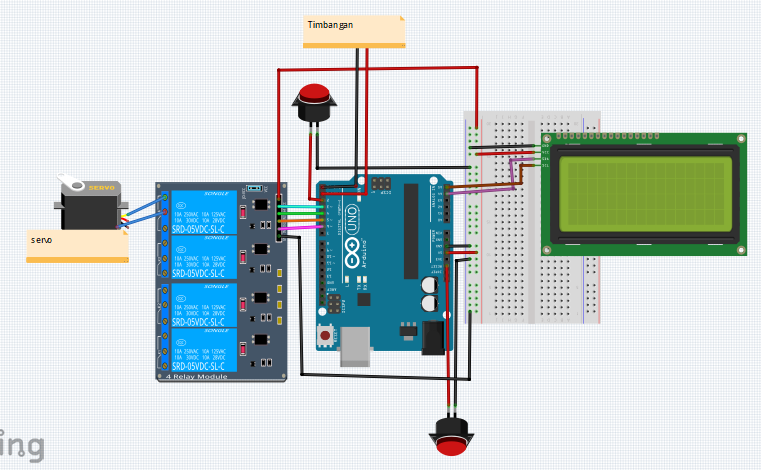 Timbangan
SERVO
servo
SONGLE
10A 250VAC 10A 125VAC
10A 30VDC 10A 28VDC
SRD-05VDC-SL-C
SONGLE
10A 250VAC 10A 125VAC
10A 30VDC 10A 28VDC
SRD-05VDC-SL-C
SONGLE
10A 250VAC 10A 125VAC
10A 30VDC 10A 28VDC
SRD-05VDC-SL-C
SONGLE
10A 250VAC 10A 125VAC
10A 30VDC 10A 28VDC
SRD-05VDC-SL-C
4 Relay Module
UNO
Arduino
ing